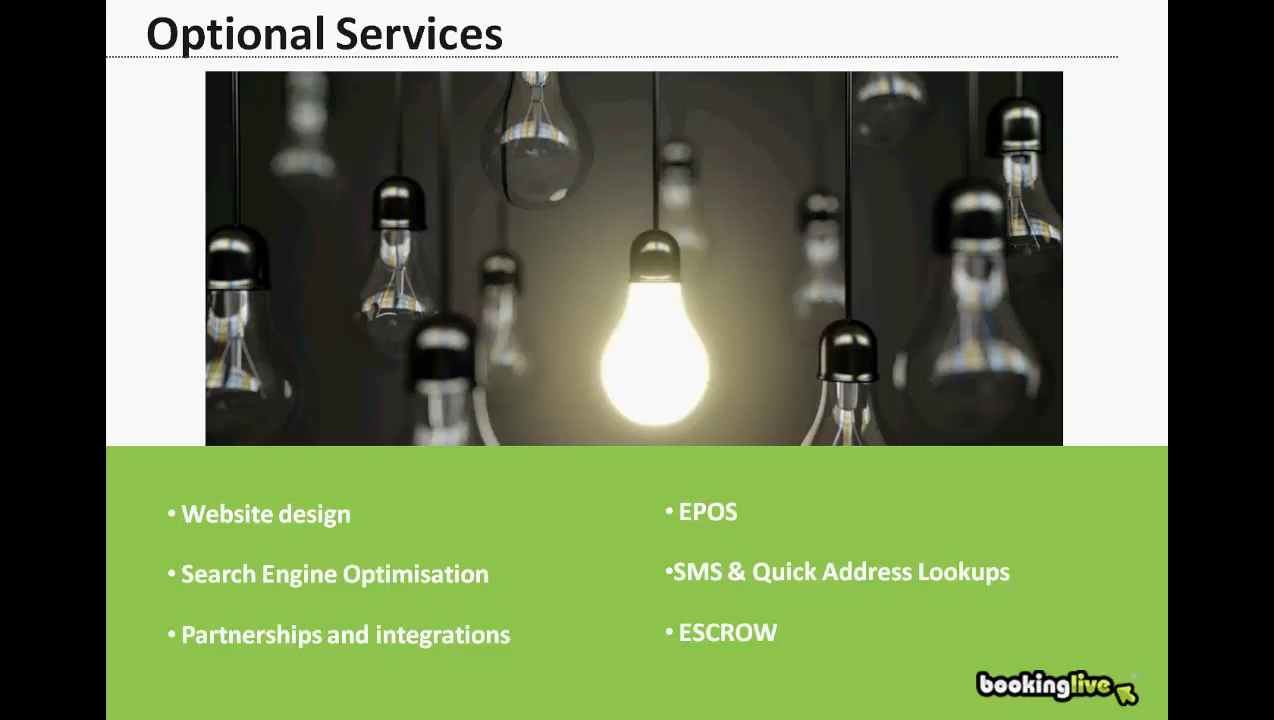 Optional Services
• Website design
• Search Engine Optimisation
• Partnerships and integrations
• EPOS
•SMS & Quick Address Lookups
• ESCROW
bookinglive